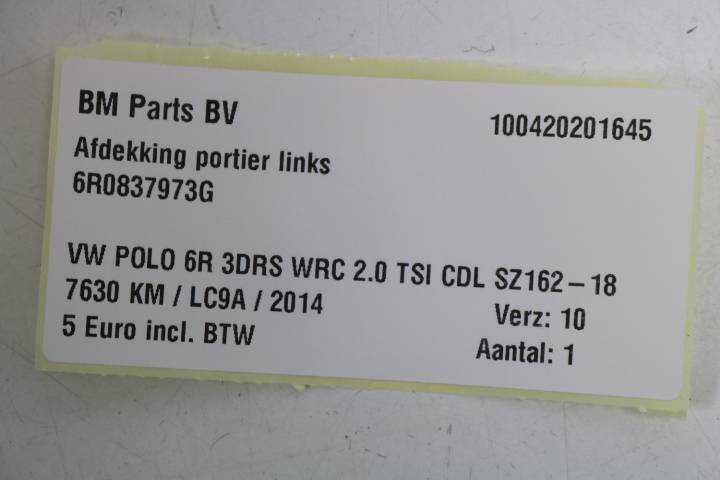 BM Parts BV
100420201645
Afdekking portier links
6R0837973G
VW POLO 6R 3DRS WRC 2.0 TSI CDL SZ162-18
7630 KM / LC9A / 2014
Verz: 10
5 Euro incl. BTW
Aantal: 1